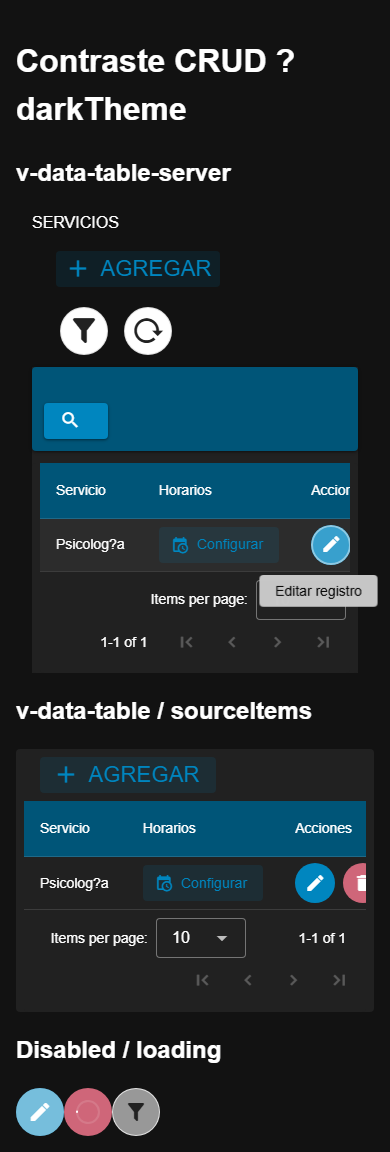 Contraste CRUD ?
darkTheme
v-data-table-server
SERVICIOS
AGREGAR
Servicio Horarios Accior
Psicolog?a Configurar
Editar registro
Items per page:
1-1 of 1
v-data-table / sourceItems
AGREGAR
Servicio Horarios Acciones
Psicolog?a Configurar
Items per page: 10 1-1 of 1
Disabled / loading